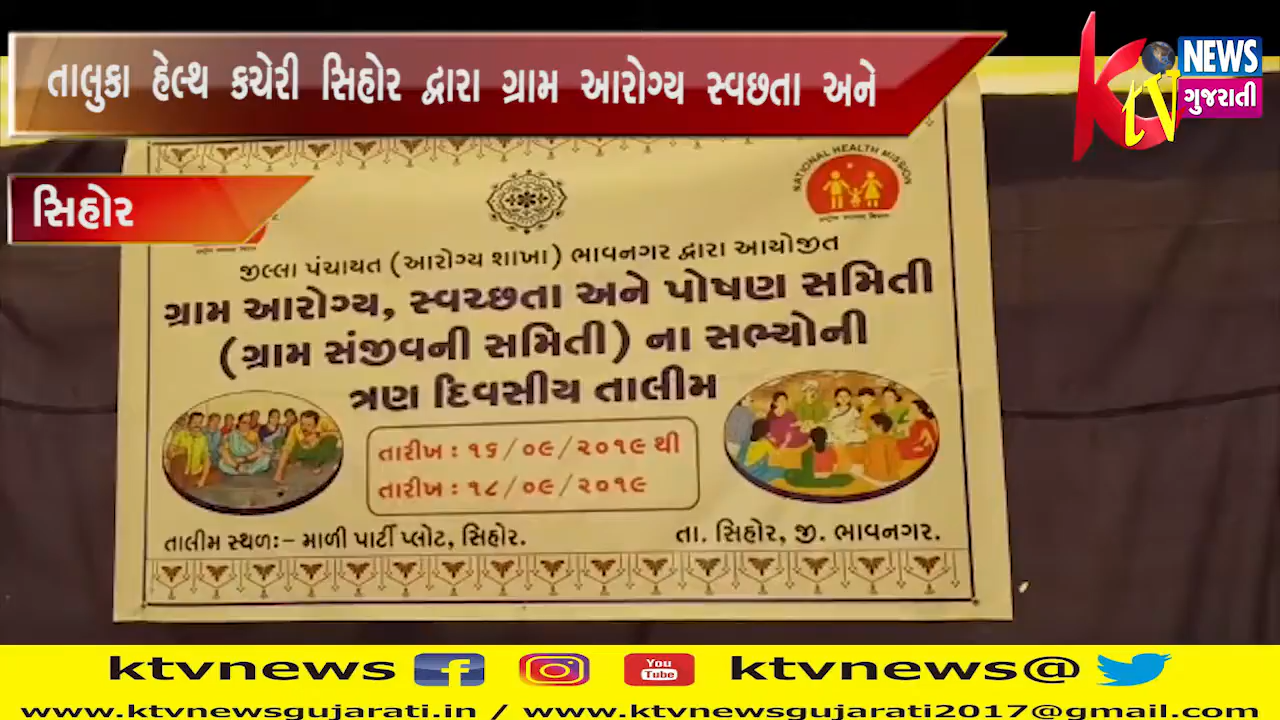 તાલુકા હેલ્થ કચેરી સિહોર દ્વારા ગ્રામ આરોગ્ય સ્વછતા અને
KTV NEWS
ગુજરાતી
સિહોર
NATIONAL HEALTH MISSION
જીલ્લા પંચાયત (આરોગ્ય શાખા) ભાવનગર દ્વારા આયોજીત
ગ્રામ આરોગ્ય, સ્વચ્છતા અને પોષણ સમિતી
(ગ્રામ સંજીવની સમિતી) ના સભ્યોની
ત્રણ દિવસીય તાલીમ
તારીખ : ૧૬/૦૯/૨૦૧૯ થી
તારીખ : ૧૮/૦૯/૨૦૧૯
તાલીમ સ્થળઃ- માળી પાર્ટી પ્લોટ, સિહોર.
તા. સિહોર, જી. ભાવનગર.
ktvnews You Tube ktvnews@
www.ktvnewsgujarati.in / www.ktvnewsgujarati2017@gmail.com